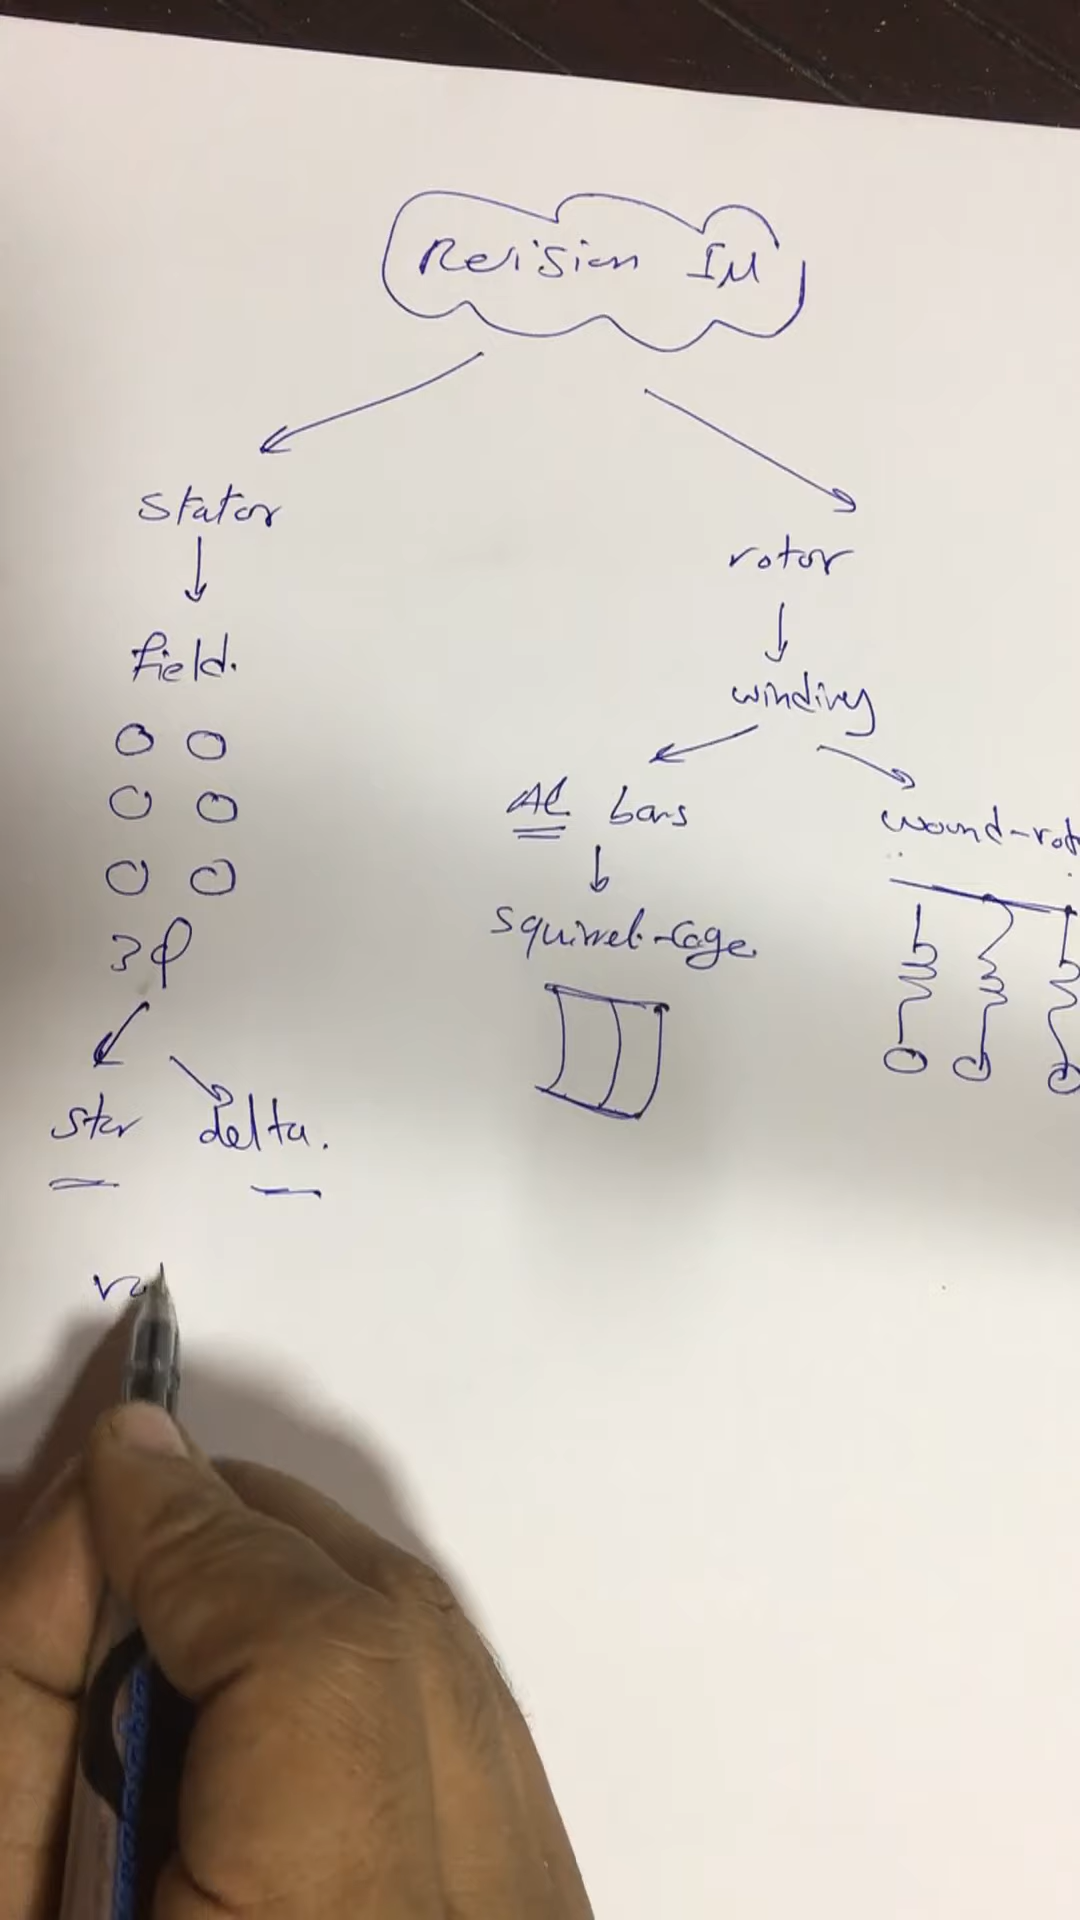 Revision IM
stator
field.
3φ
star delta.
rotor
winding
Al bars
squirrel-cage
wound-rot